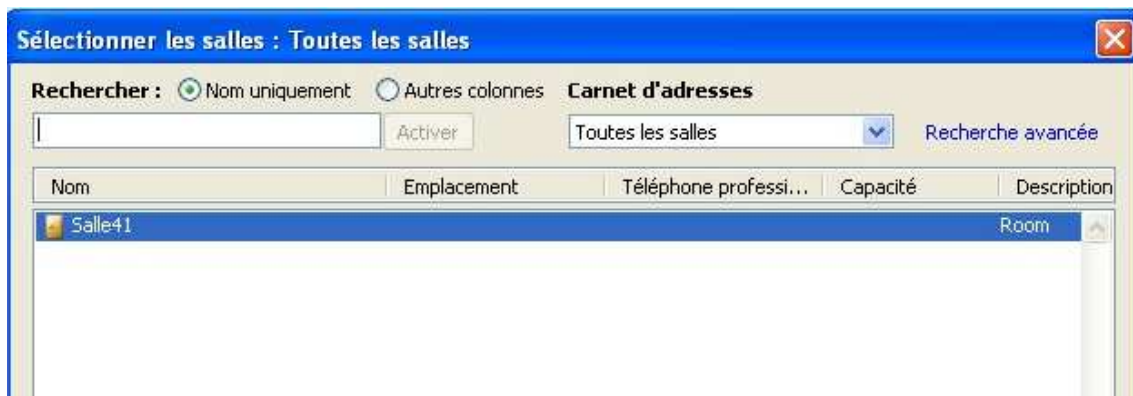 Sélectionner les salles : Toutes les salles
Rechercher : Nom uniquement Autres colonnes Carnet d'adresses
Activer Toutes les salles Recherche avancée
Nom Emplacement Téléphone professi... Capacité Description
Salle41 Room